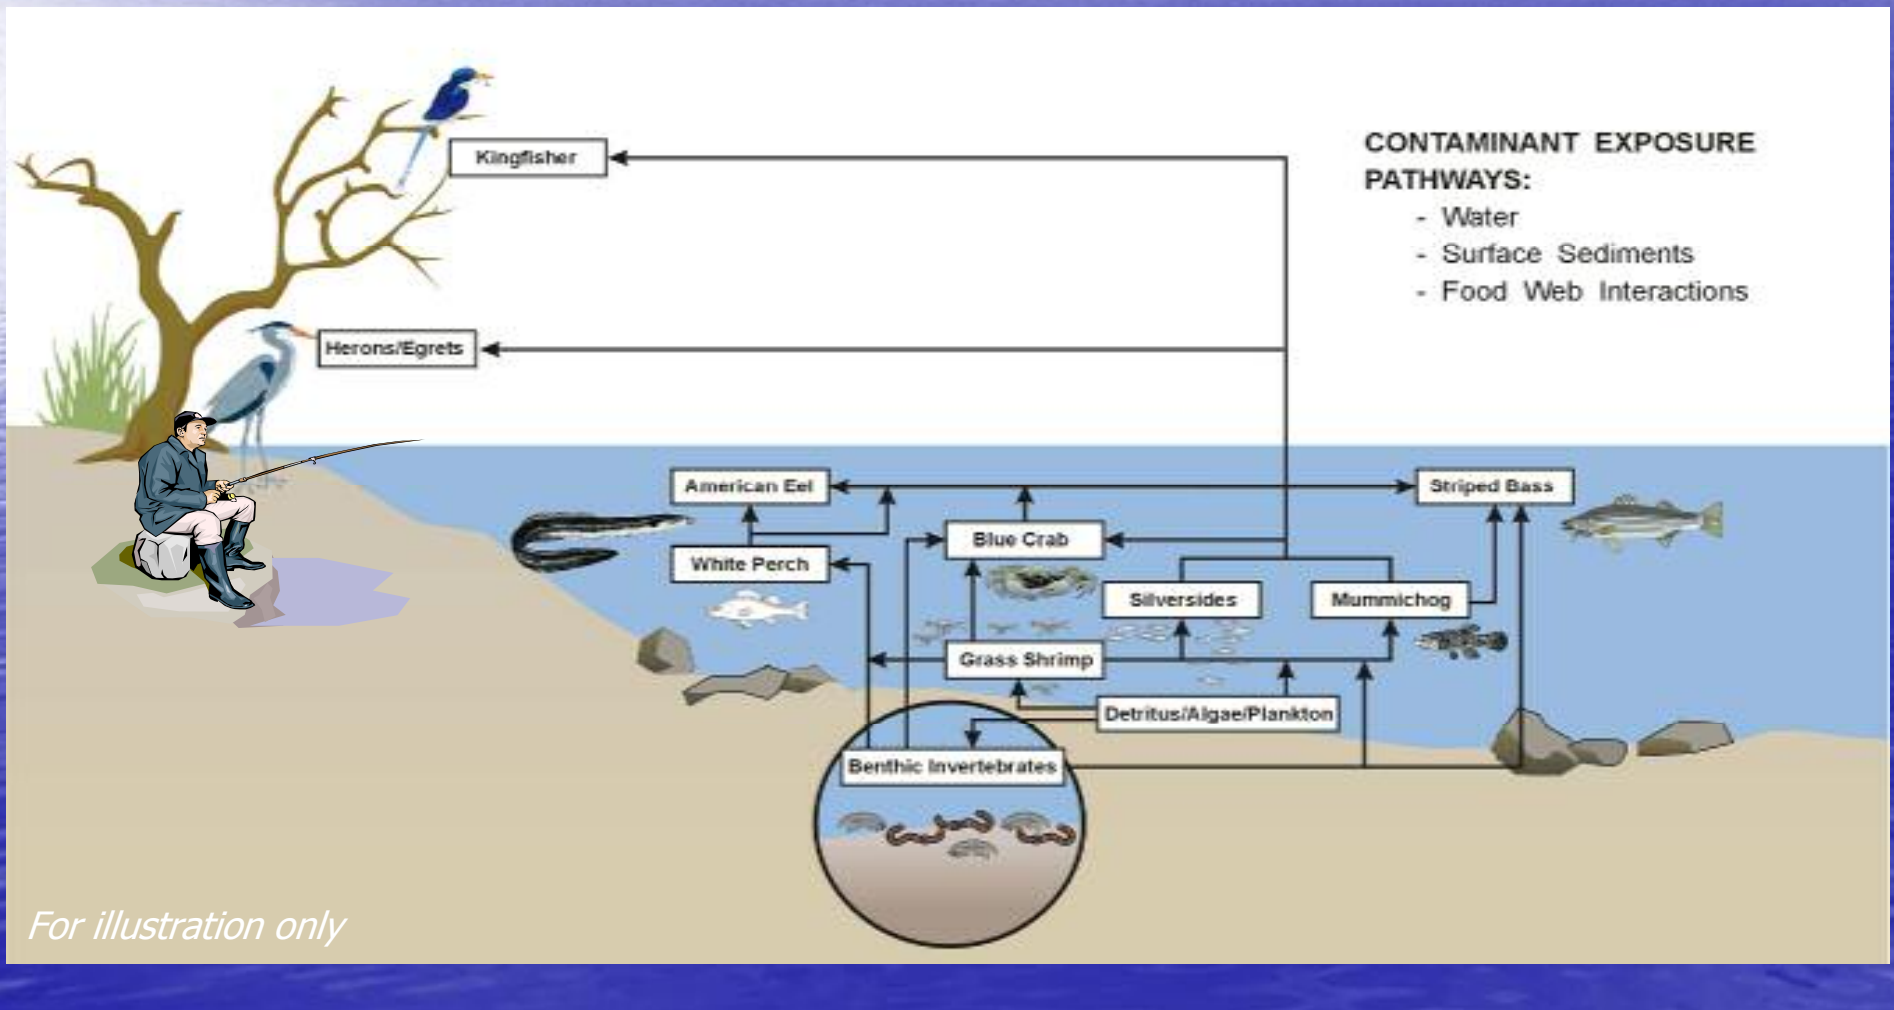 CONTAMINANT EXPOSURE
PATHWAYS:
- Water
- Surface Sediments
- Food Web Interactions
Kingfisher
Herons/Egrets
American Eel
Striped Bass
Blue Crab
White Perch
Silversides
Mummichog
Grass Shrimp
Detritus/Algae/Plankton
Benthic Invertebrates
For illustration only